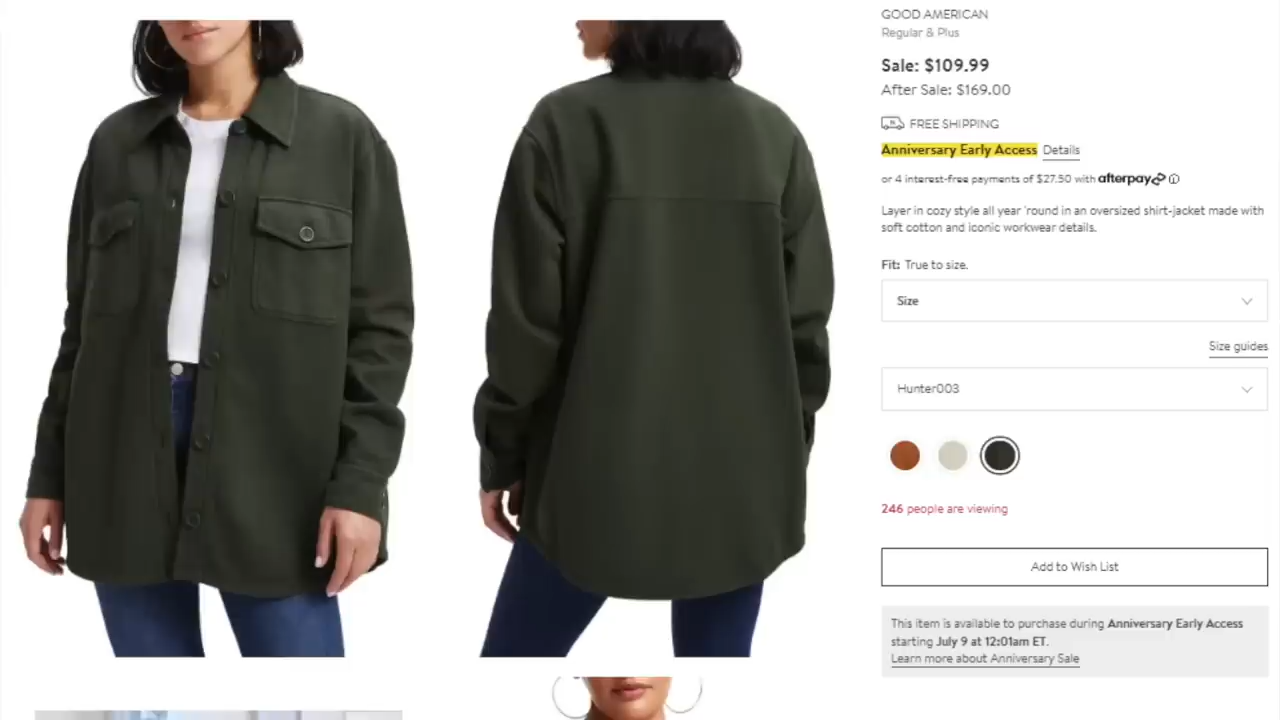 GOOD AMERICAN
Regular & Plus
Sale: $109.99
After Sale: $169.00
FREE SHIPPING
Anniversary Early Access Details
or 4 interest-free payments of $27.50 with afterpay
Layer in cozy style all year 'round in an oversized shirt-jacket made with
soft cotton and iconic workwear details.
Fit: True to size.
Size
Size guides
Hunter003
246 people are viewing
Add to Wish List
This item is available to purchase during Anniversary Early Access
starting July 9 at 12:01am ET.
Learn more about Anniversary Sale